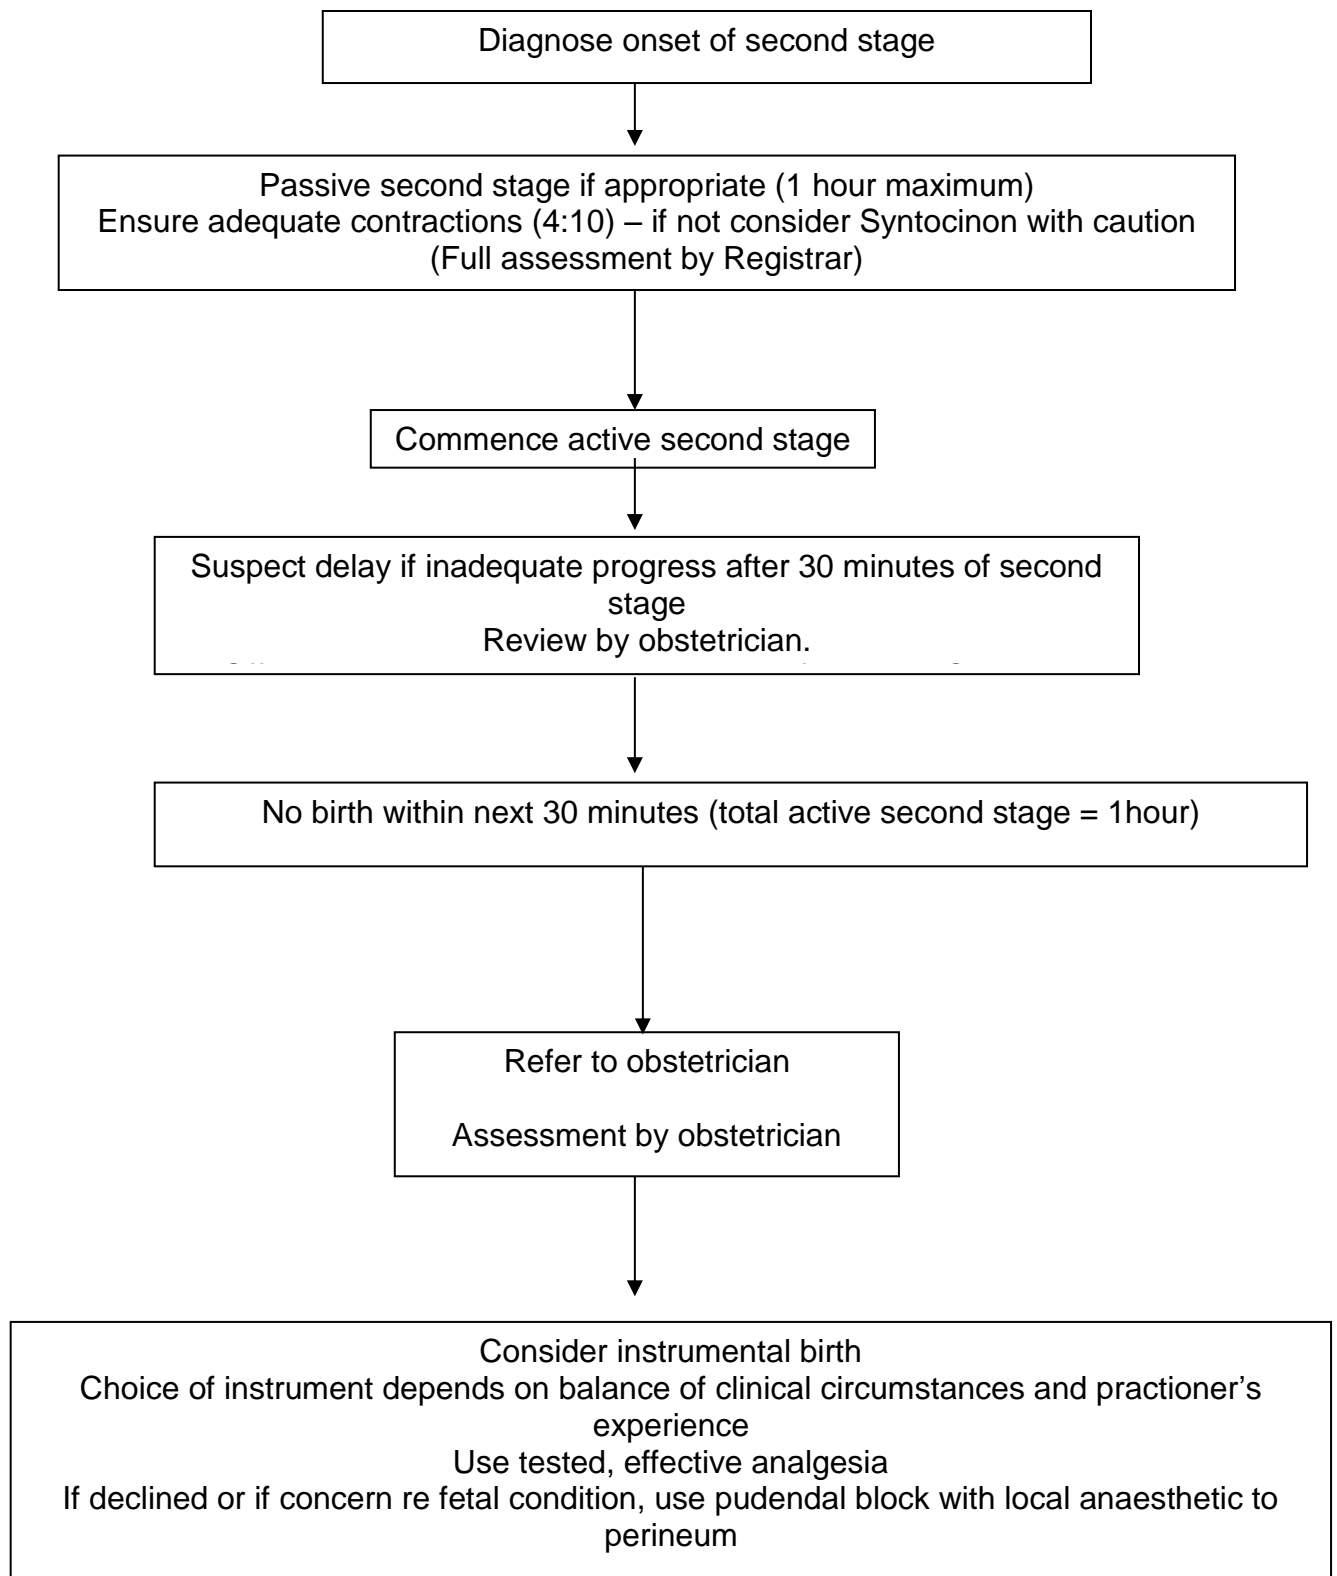 Diagnose onset of second stage
Passive second stage if appropriate (1 hour maximum)
Ensure adequate contractions (4:10) – if not consider Syntocinon with caution
(Full assessment by Registrar)
Commence active second stage
Suspect delay if inadequate progress after 30 minutes of second
stage
Review by obstetrician.
No birth within next 30 minutes (total active second stage = 1hour)
Refer to obstetrician
Assessment by obstetrician
Consider instrumental birth
Choice of instrument depends on balance of clinical circumstances and practioner’s
experience
Use tested, effective analgesia
If declined or if concern re fetal condition, use pudendal block with local anaesthetic to
perineum